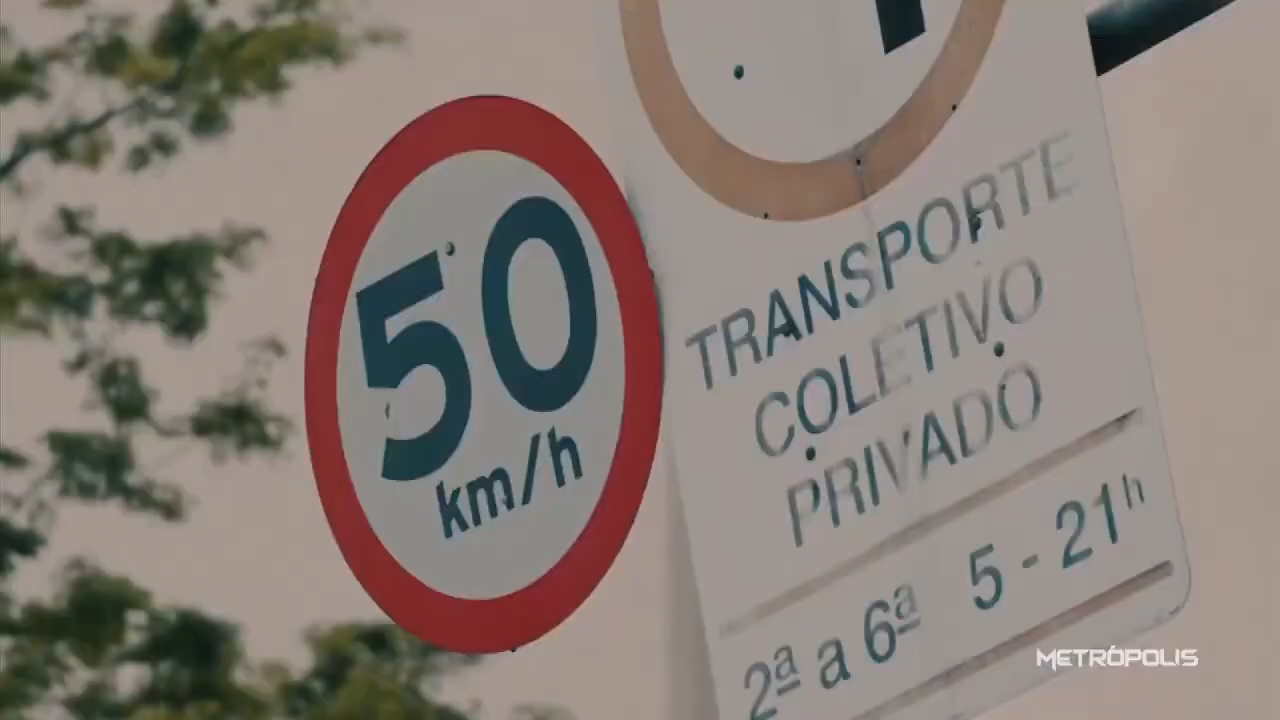 50
km/h
TRANSPORTE
COLETIVO
PRIVADO
2ª a 6ª 5 - 21h
METRÓPOLIS